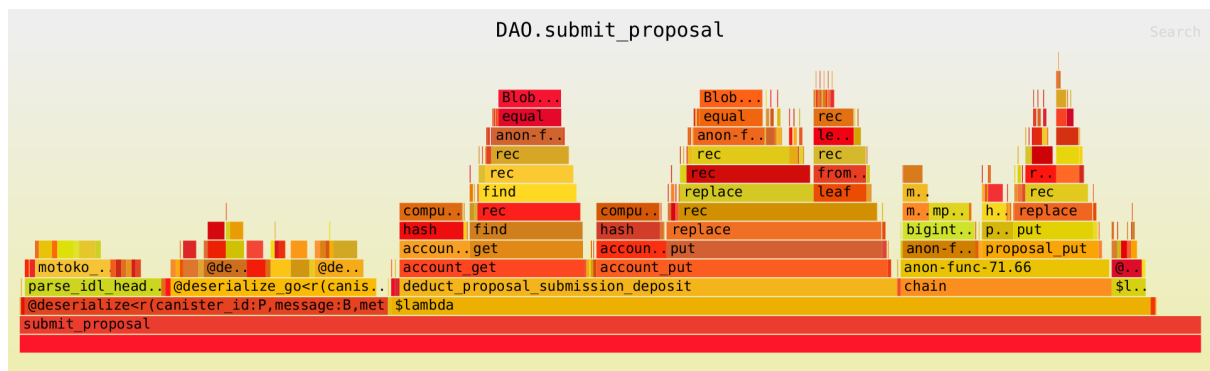 DAO.submit_proposal
Search
Blob... Blob...
equal equal rec
anon-f.. anon-f.. le..
rec rec rec
rec rec from.. r..
find replace leaf m.. rec
compu.. rec compu.. rec m.. mp.. h.. replace
hash find hash replace bigint.. p.. put
accoun.. get accoun.. put anon-f.. proposal_put
motoko_.. @de.. @de.. account_get account_put anon-func-71.66 @..
parse_idl_head.. @deserialize_go<r(canis.. deduct_proposal_submission_deposit chain $l..
@deserialize<r(canister_id:P,message:B,met $lambda
submit_proposal